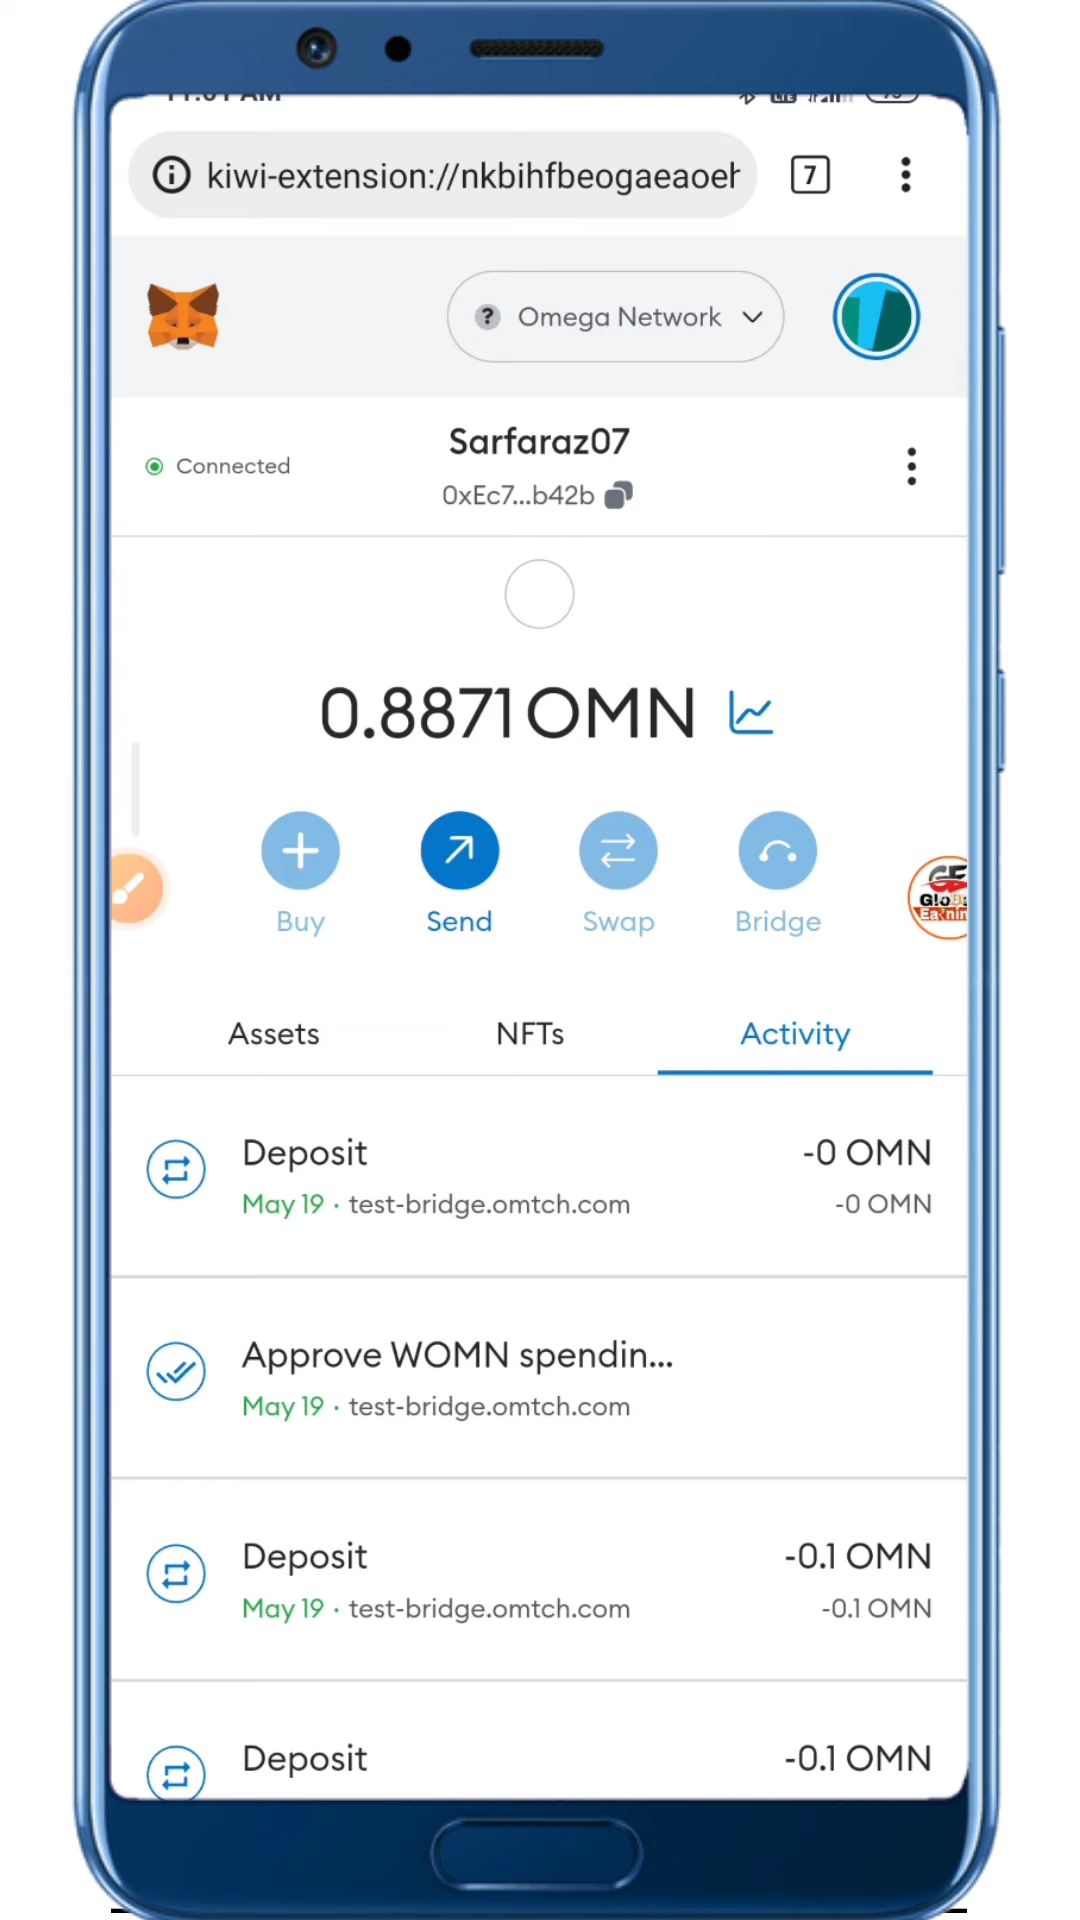 kiwi-extension://nkbihfbeogaeaoeh
7
? Omega Network
Sarfaraz07
Connected
0xEc7...b42b
0.8871 OMN
Buy
Send
Swap
Bridge
Assets
NFTs
Activity
Deposit
-0 OMN
May 19 · test-bridge.omtch.com
-0 OMN
Approve WOMN spendin...
May 19 · test-bridge.omtch.com
Deposit
-0.1 OMN
May 19 · test-bridge.omtch.com
-0.1 OMN
Deposit
-0.1 OMN